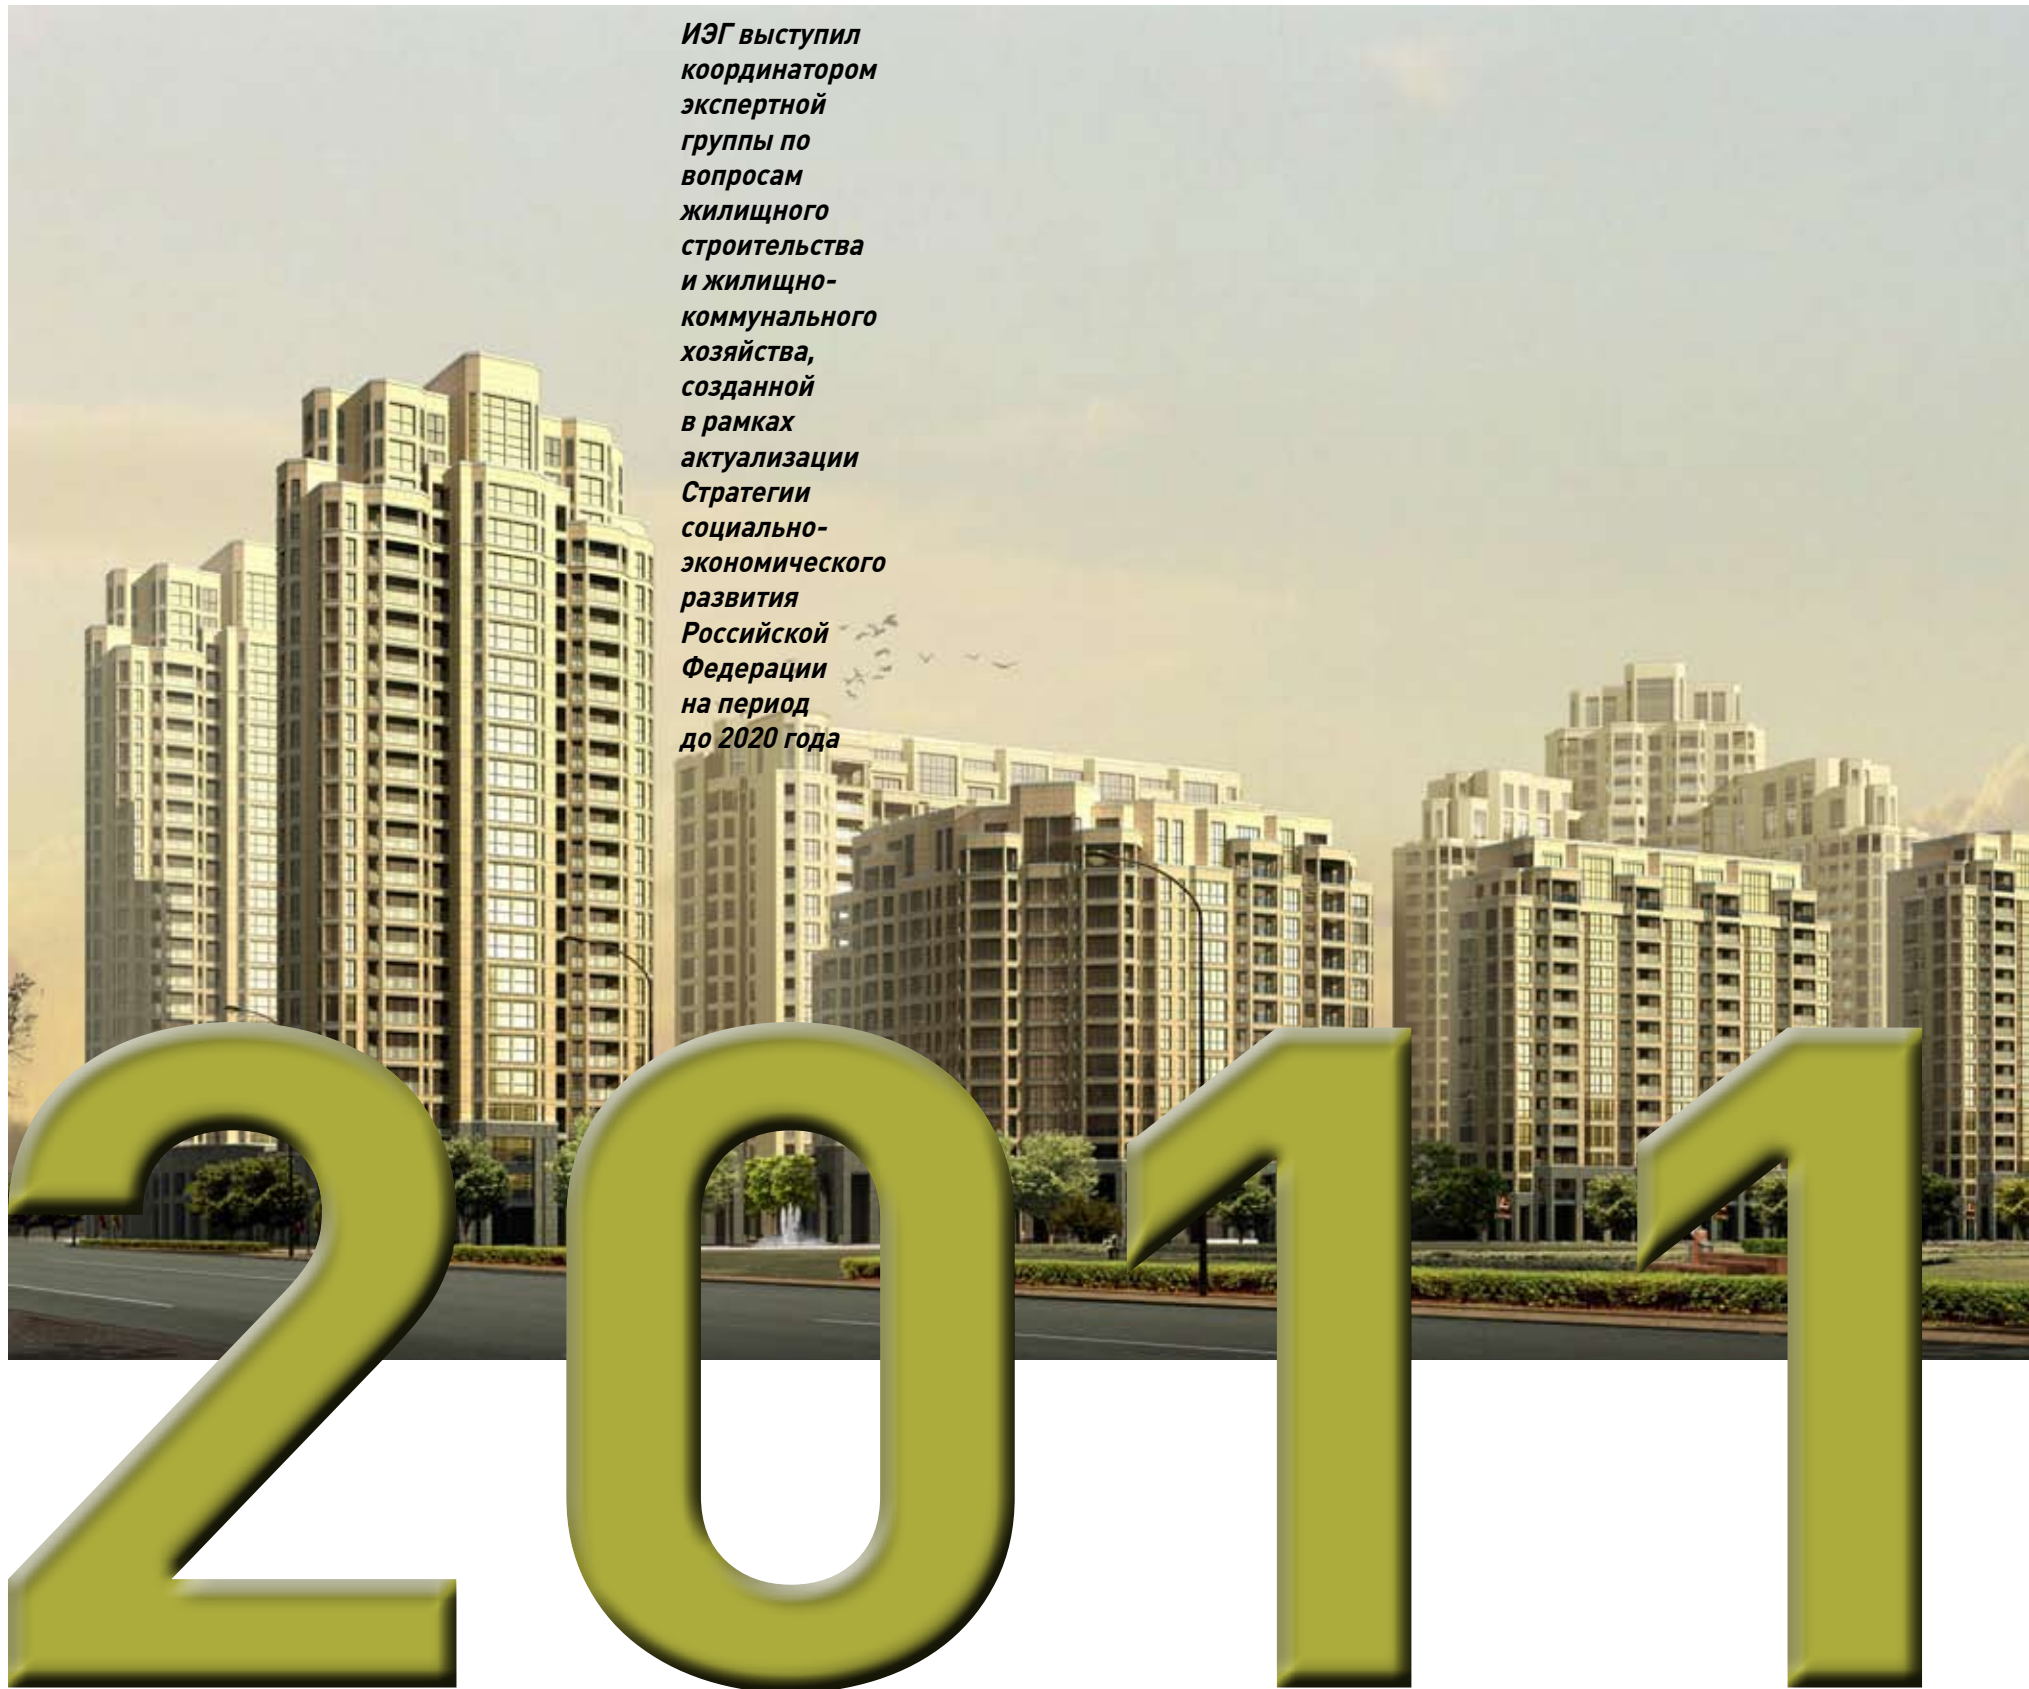 ИЭГ выступил
координатором
экспертной
группы по
вопросам
жилищного
строительства
и жилищно-
коммунального
хозяйства,
созданной
в рамках
актуализации
Стратегии
социально-
экономического
развития
Российской
Федерации
на период
до 2020 года
2011